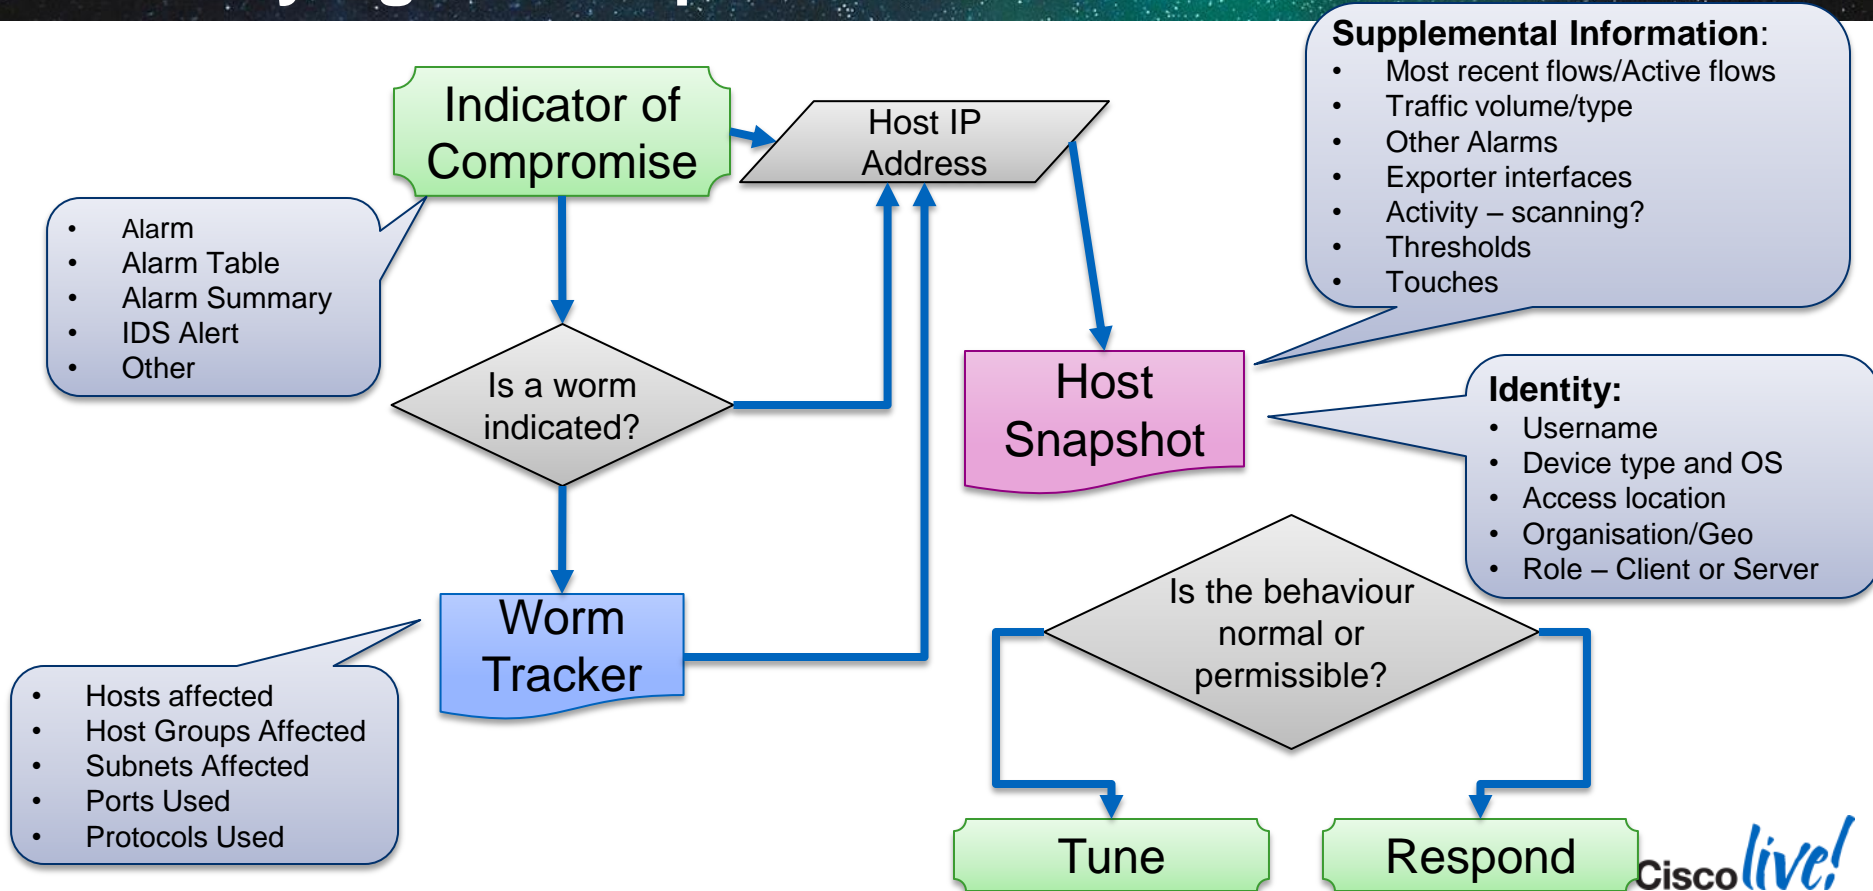 Supplemental Information:
• Most recent flows/Active flows
• Traffic volume/type
• Other Alarms
• Exporter interfaces
• Activity – scanning?
• Thresholds
• Touches
Indicator of
Compromise
Host IP
Address
• Alarm
• Alarm Table
• Alarm Summary
• IDS Alert
• Other
Is a worm
indicated?
Host
Snapshot
Identity:
• Username
• Device type and OS
• Access location
• Organisation/Geo
• Role – Client or Server
Worm
Tracker
Is the behaviour
normal or
permissible?
• Hosts affected
• Host Groups Affected
• Subnets Affected
• Ports Used
• Protocols Used
Tune
Respond
Cisco live!